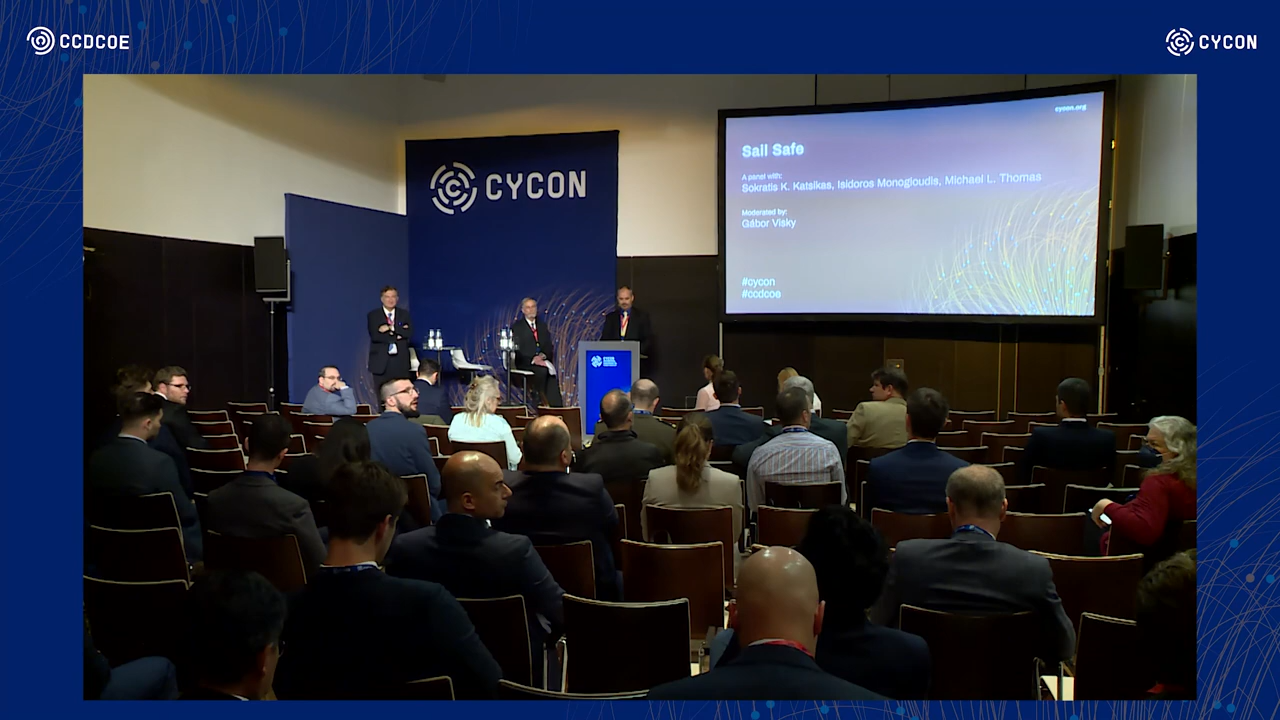 CCDCOE
CYCON
CYCON
cycon.org
Sail Safe
A panel with:
Sokratis K. Katsikas, Isidoros Monogioudis, Michael L. Thomas
Moderated by:
Gábor Visky
#cycon
#ccdcoe